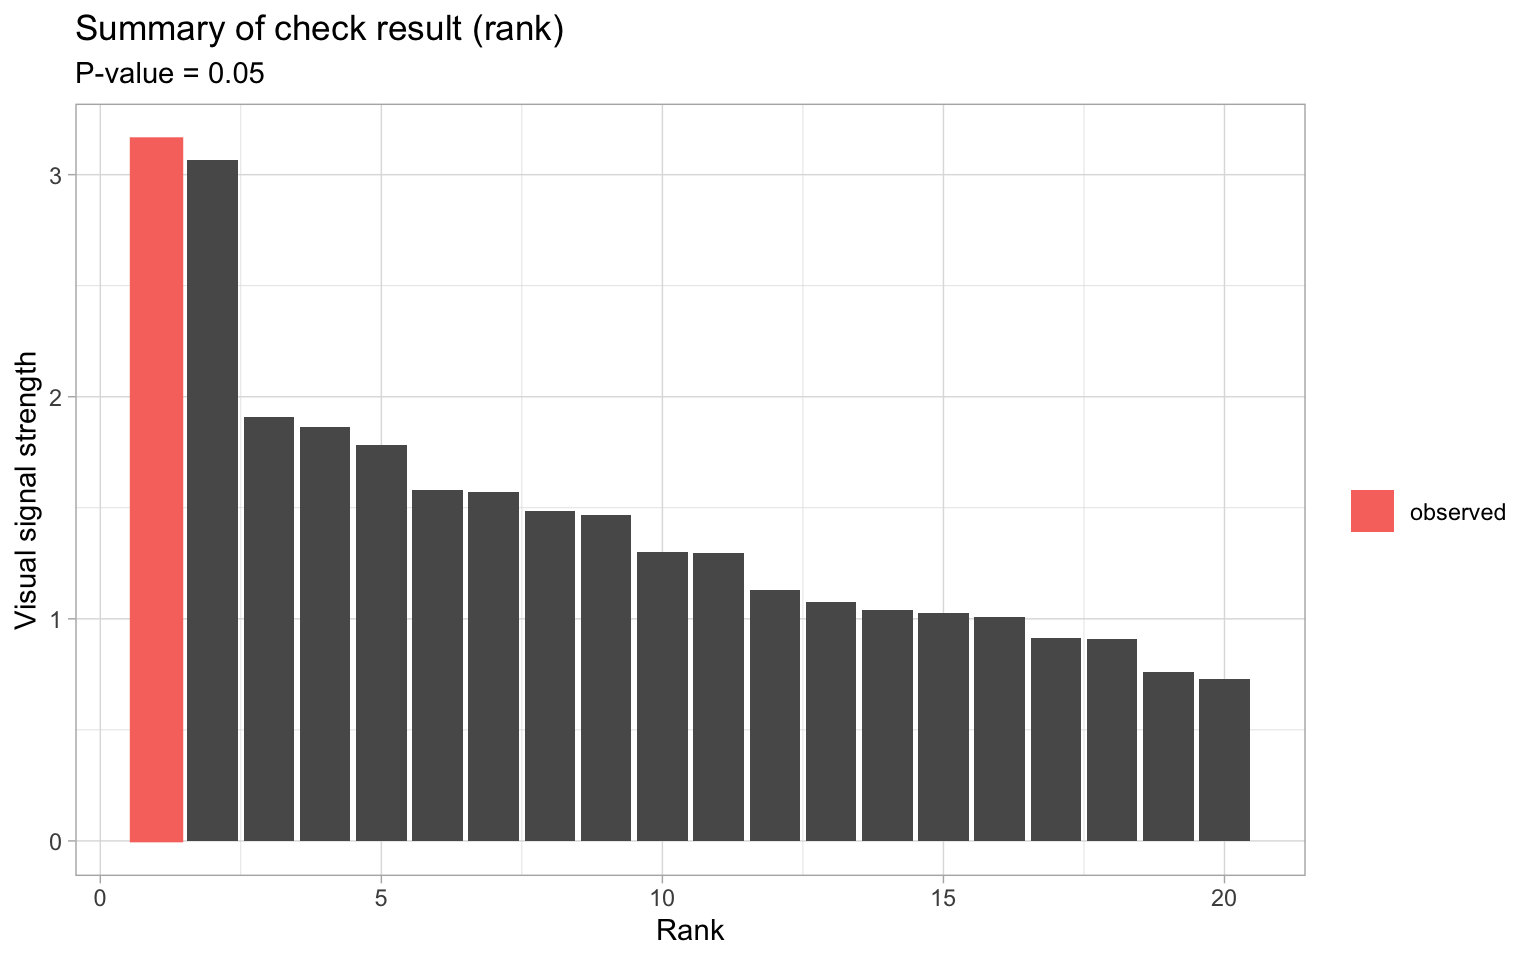 Summary of check result (rank)
P-value = 0.05
Visual signal strength
3
2
1
0
0 5 10 15 20
Rank
observed